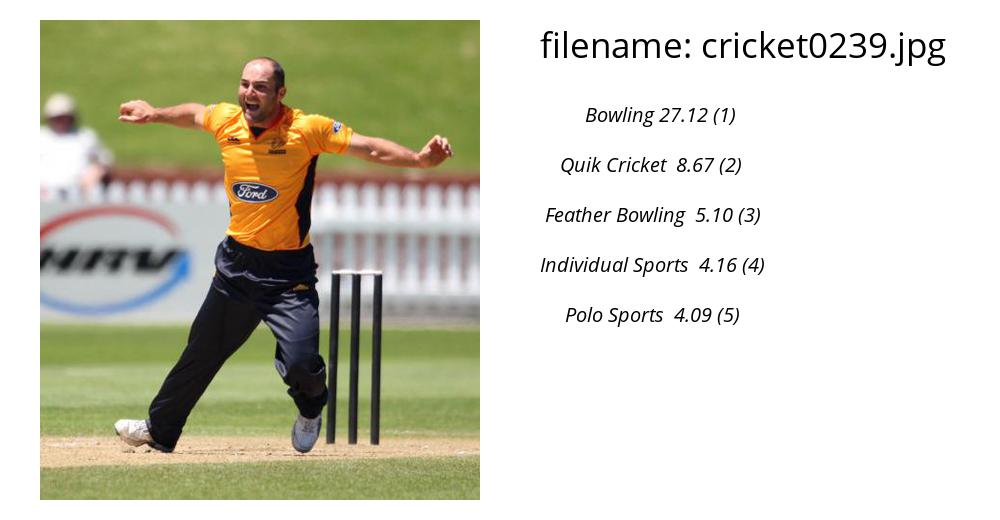 filename: cricket0239.jpg
Bowling 27.12 (1)
Quik Cricket 8.67 (2)
Feather Bowling 5.10 (3)
Individual Sports 4.16 (4)
Polo Sports 4.09 (5)
Ford
HRV